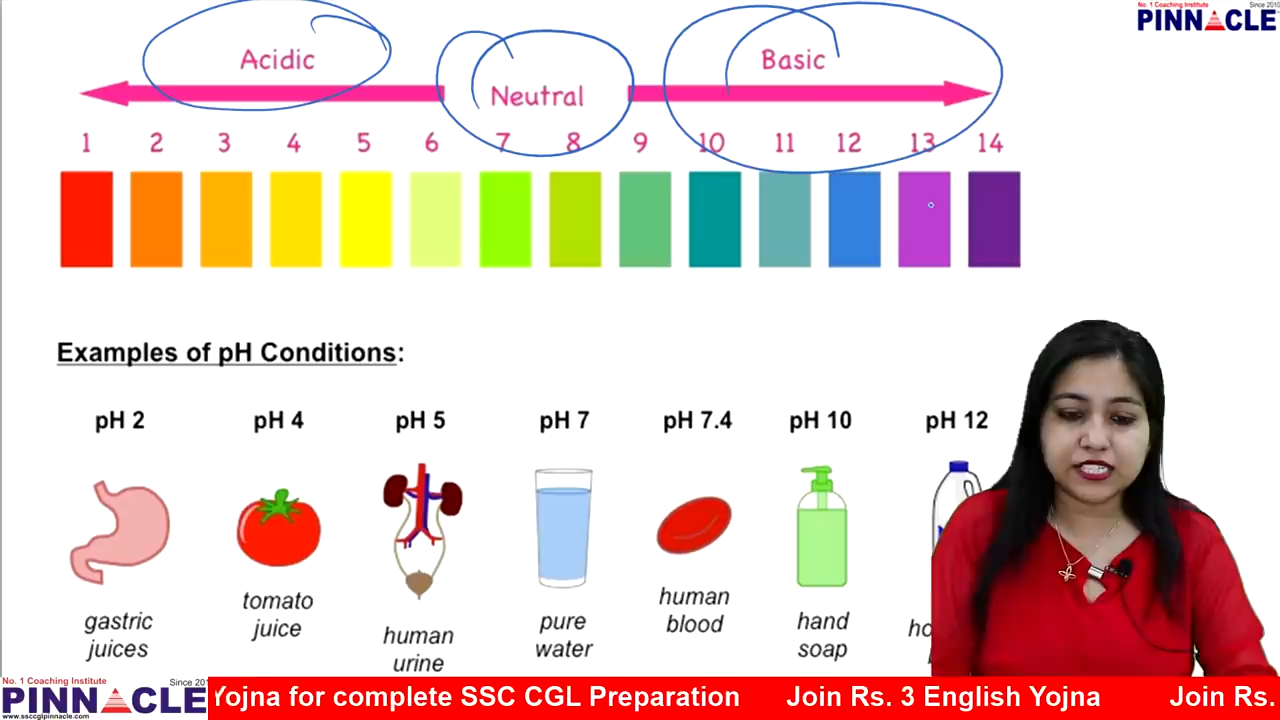 No. 1 Coaching Institute
Since 2010
PINNACLE
Acidic
Basic
Neutral
1 2 3 4 5 6 7 8 9 10 11 12 13 14
Examples of pH Conditions:
pH 2 pH 4 pH 5 pH 7 pH 7.4 pH 10 pH 12
gastric juices
tomato juice
human urine
pure water
human blood
hand soap
No. 1 Coaching Institute
PINNACLE
www.ssccglpinnacle.com
Yojna for complete SSC CGL Preparation Join Rs. 3 English Yojna Join Rs.